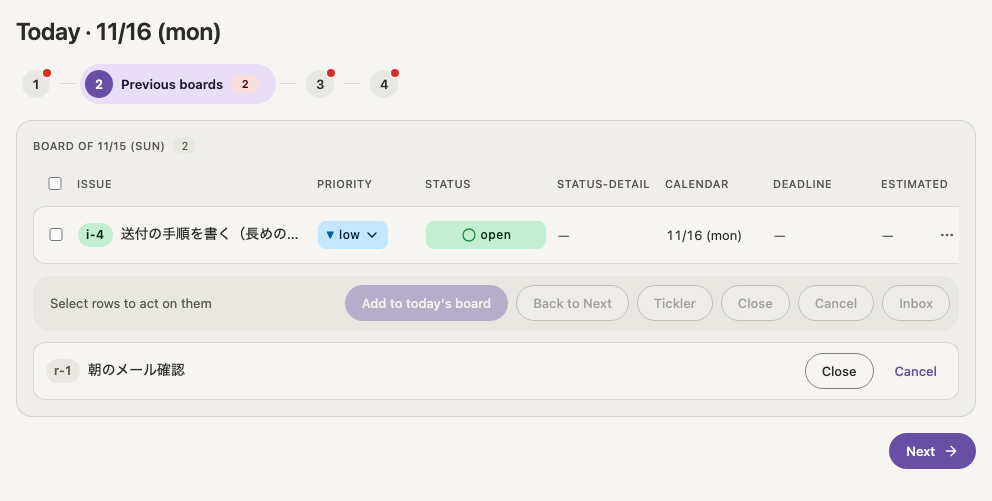 Today · 11/16 (mon)
1 2 Previous boards 2 3 4
BOARD OF 11/15 (SUN) 2
ISSUE PRIORITY STATUS STATUS-DETAIL CALENDAR DEADLINE ESTIMATED
i-4 送付の手順を書く（長めの... low open — 11/16 (mon) — — ...
Select rows to act on them Add to today's board Back to Next Tickler Close Cancel Inbox
r-1 朝のメール確認 Close Cancel
Next →